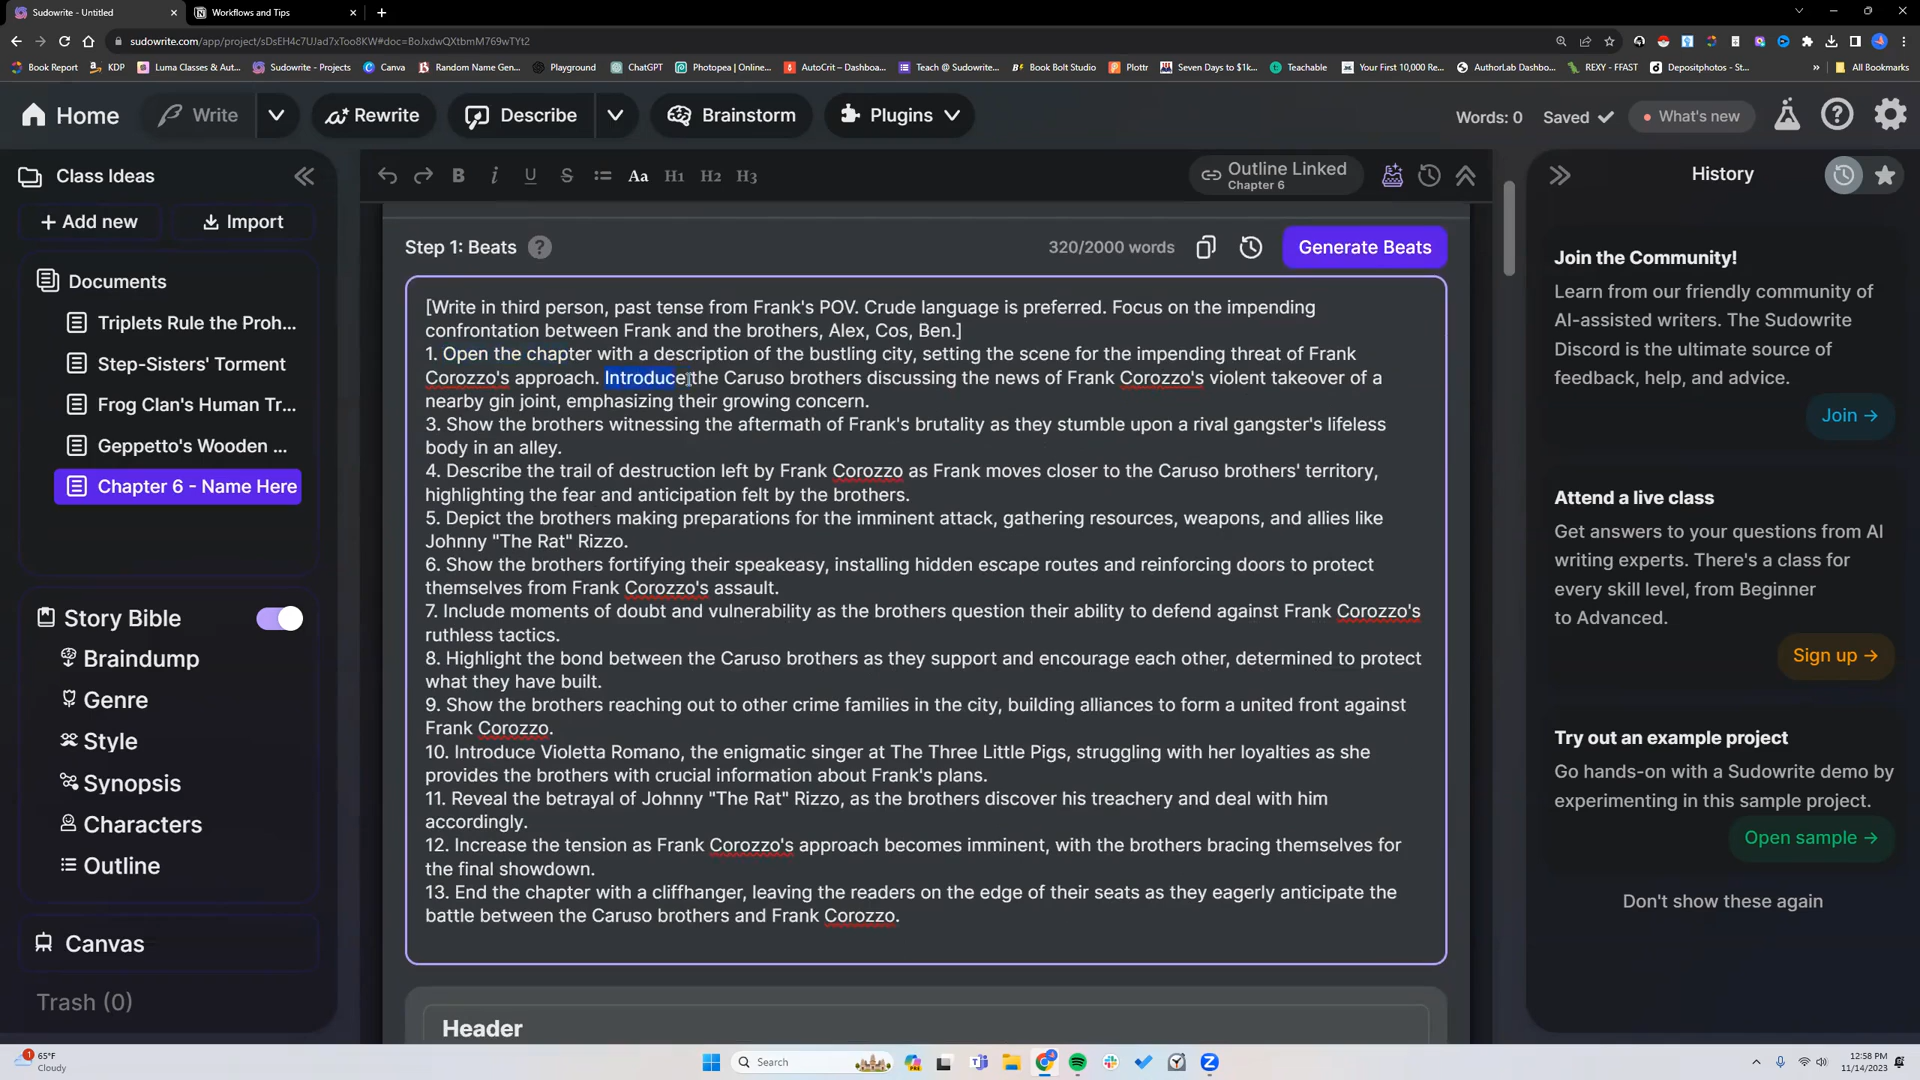 Sudowrite - Untitled
Workflows and Tips
sudowrite.com/app/project/sDsEH4c7UJad7xToo8KW#doc=BoJxdwQXtbmM769wTYt2
Book Report
KDP
Luma Classes & Aut...
Sudowrite - Projects
Canva
Random Name Gen...
Playground
ChatGPT
Photopea | Online...
AutoCrit – Dashboa...
Teach @ Sudowrite...
Book Bolt Studio
Plottr
Seven Days to $1k...
Teachable
Your First 10,000 Re...
AuthorLab Dashbo...
REXY - FFAST
Depositphotos - St...
All Bookmarks
Home
Write
Rewrite
Describe
Brainstorm
Plugins
Words: 0
Saved
What's new
Class Ideas
Add new
Import
Documents
Triplets Rule the Proh...
Step-Sisters' Torment
Frog Clan's Human Tr...
Geppetto's Wooden ...
Chapter 6 - Name Here
Story Bible
Braindump
Genre
Style
Synopsis
Characters
Outline
Canvas
Trash (0)
B i U S Aa H1 H2 H3
Outline Linked
Chapter 6
Step 1: Beats
320/2000 words
Generate Beats
[Write in third person, past tense from Frank's POV. Crude language is preferred. Focus on the impending
confrontation between Frank and the brothers, Alex, Cos, Ben.]
1. Open the chapter with a description of the bustling city, setting the scene for the impending threat of Frank
Corozzo's approach. Introduce the Caruso brothers discussing the news of Frank Corozzo's violent takeover of a
nearby gin joint, emphasizing their growing concern.
3. Show the brothers witnessing the aftermath of Frank's brutality as they stumble upon a rival gangster's lifeless
body in an alley.
4. Describe the trail of destruction left by Frank Corozzo as Frank moves closer to the Caruso brothers' territory,
highlighting the fear and anticipation felt by the brothers.
5. Depict the brothers making preparations for the imminent attack, gathering resources, weapons, and allies like
Johnny "The Rat" Rizzo.
6. Show the brothers fortifying their speakeasy, installing hidden escape routes and reinforcing doors to protect
themselves from Frank Corozzo's assault.
7. Include moments of doubt and vulnerability as the brothers question their ability to defend against Frank Corozzo's
ruthless tactics.
8. Highlight the bond between the Caruso brothers as they support and encourage each other, determined to protect
what they have built.
9. Show the brothers reaching out to other crime families in the city, building alliances to form a united front against
Frank Corozzo.
10. Introduce Violetta Romano, the enigmatic singer at The Three Little Pigs, struggling with her loyalties as she
provides the brothers with crucial information about Frank's plans.
11. Reveal the betrayal of Johnny "The Rat" Rizzo, as the brothers discover his treachery and deal with him
accordingly.
12. Increase the tension as Frank Corozzo's approach becomes imminent, with the brothers bracing themselves for
the final showdown.
13. End the chapter with a cliffhanger, leaving the readers on the edge of their seats as they eagerly anticipate the
battle between the Caruso brothers and Frank Corozzo.
Header
History
Join the Community!
Learn from our friendly community of
AI-assisted writers. The Sudowrite
Discord is the ultimate source of
feedback, help, and advice.
Join →
Attend a live class
Get answers to your questions from AI
writing experts. There's a class for
every skill level, from Beginner
to Advanced.
Sign up →
Try out an example project
Go hands-on with a Sudowrite demo by
experimenting in this sample project.
Open sample →
Don't show these again
1
65°F
Cloudy
Search
12:58 PM
11/14/2023